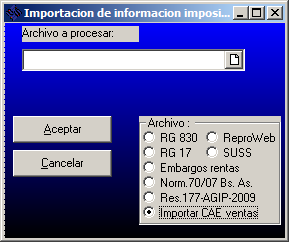 Importacion de informacion imposi...
Archivo a procesar:
Aceptar
Cancelar
Archivo :
RG 830
ReproWeb
RG 17
SUSS
Embargos rentas
Norm.70/07 Bs. As.
Res.177-AGIP-2009
Importar CAE ventas